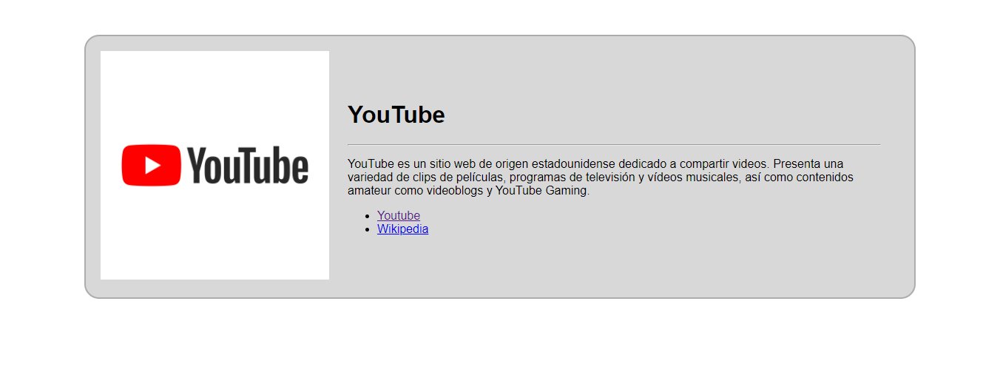 YouTube
YouTube
YouTube es un sitio web de origen estadounidense dedicado a compartir videos. Presenta una
variedad de clips de películas, programas de televisión y vídeos musicales, así como contenidos
amateur como videoblogs y YouTube Gaming.
Youtube
Wikipedia